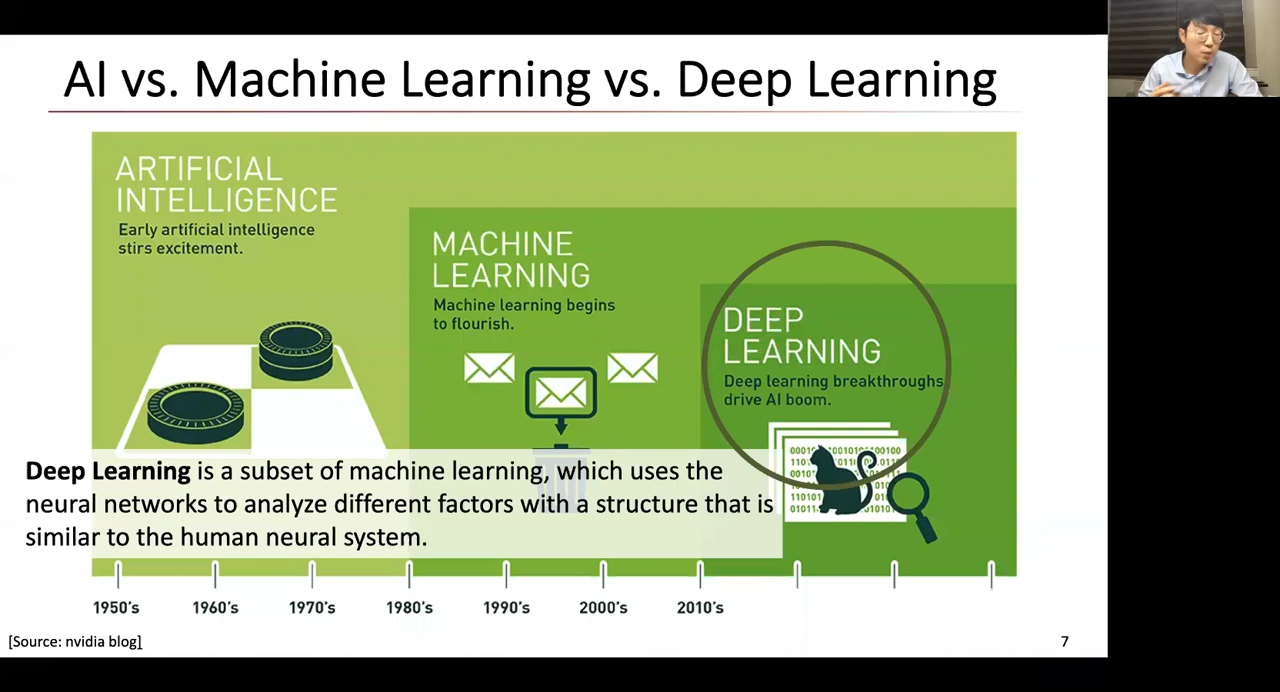 AI vs. Machine Learning vs. Deep Learning
ARTIFICIAL
INTELLIGENCE
Early artificial intelligence
stirs excitement.
MACHINE
LEARNING
Machine learning begins
to flourish.
DEEP
LEARNING
Deep learning breakthroughs
drive AI boom.
Deep Learning is a subset of machine learning, which uses the
neural networks to analyze different factors with a structure that is
similar to the human neural system.
1950's 1960's 1970's 1980's 1990's 2000's 2010's
[Source: nvidia blog]
7